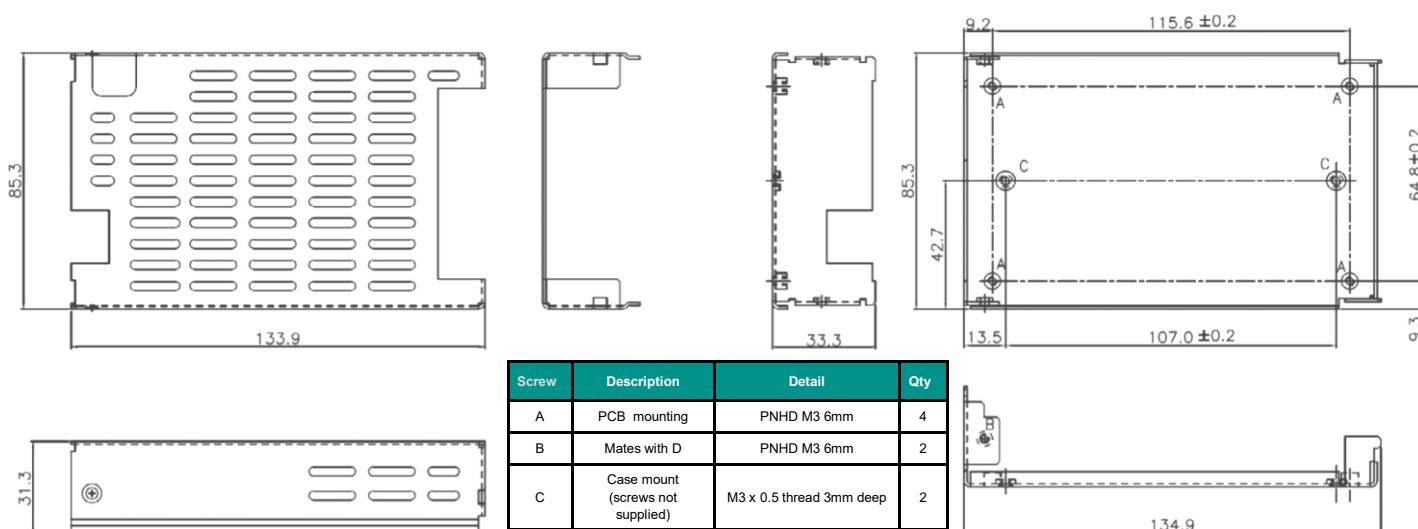 9.2
115.6 ±0.2
A
A
85.3
85.3
C
C
64.8±0.2
42.7
A
A
133.9
33.3
13.5
107.0 ±0.2
9.3
Screw Description Detail Qty
A PCB mounting PNHD M3 6mm 4
B Mates with D PNHD M3 6mm 2
C Case mount (screws not supplied) M3 x 0.5 thread 3mm deep 2
B
31.3
134.9